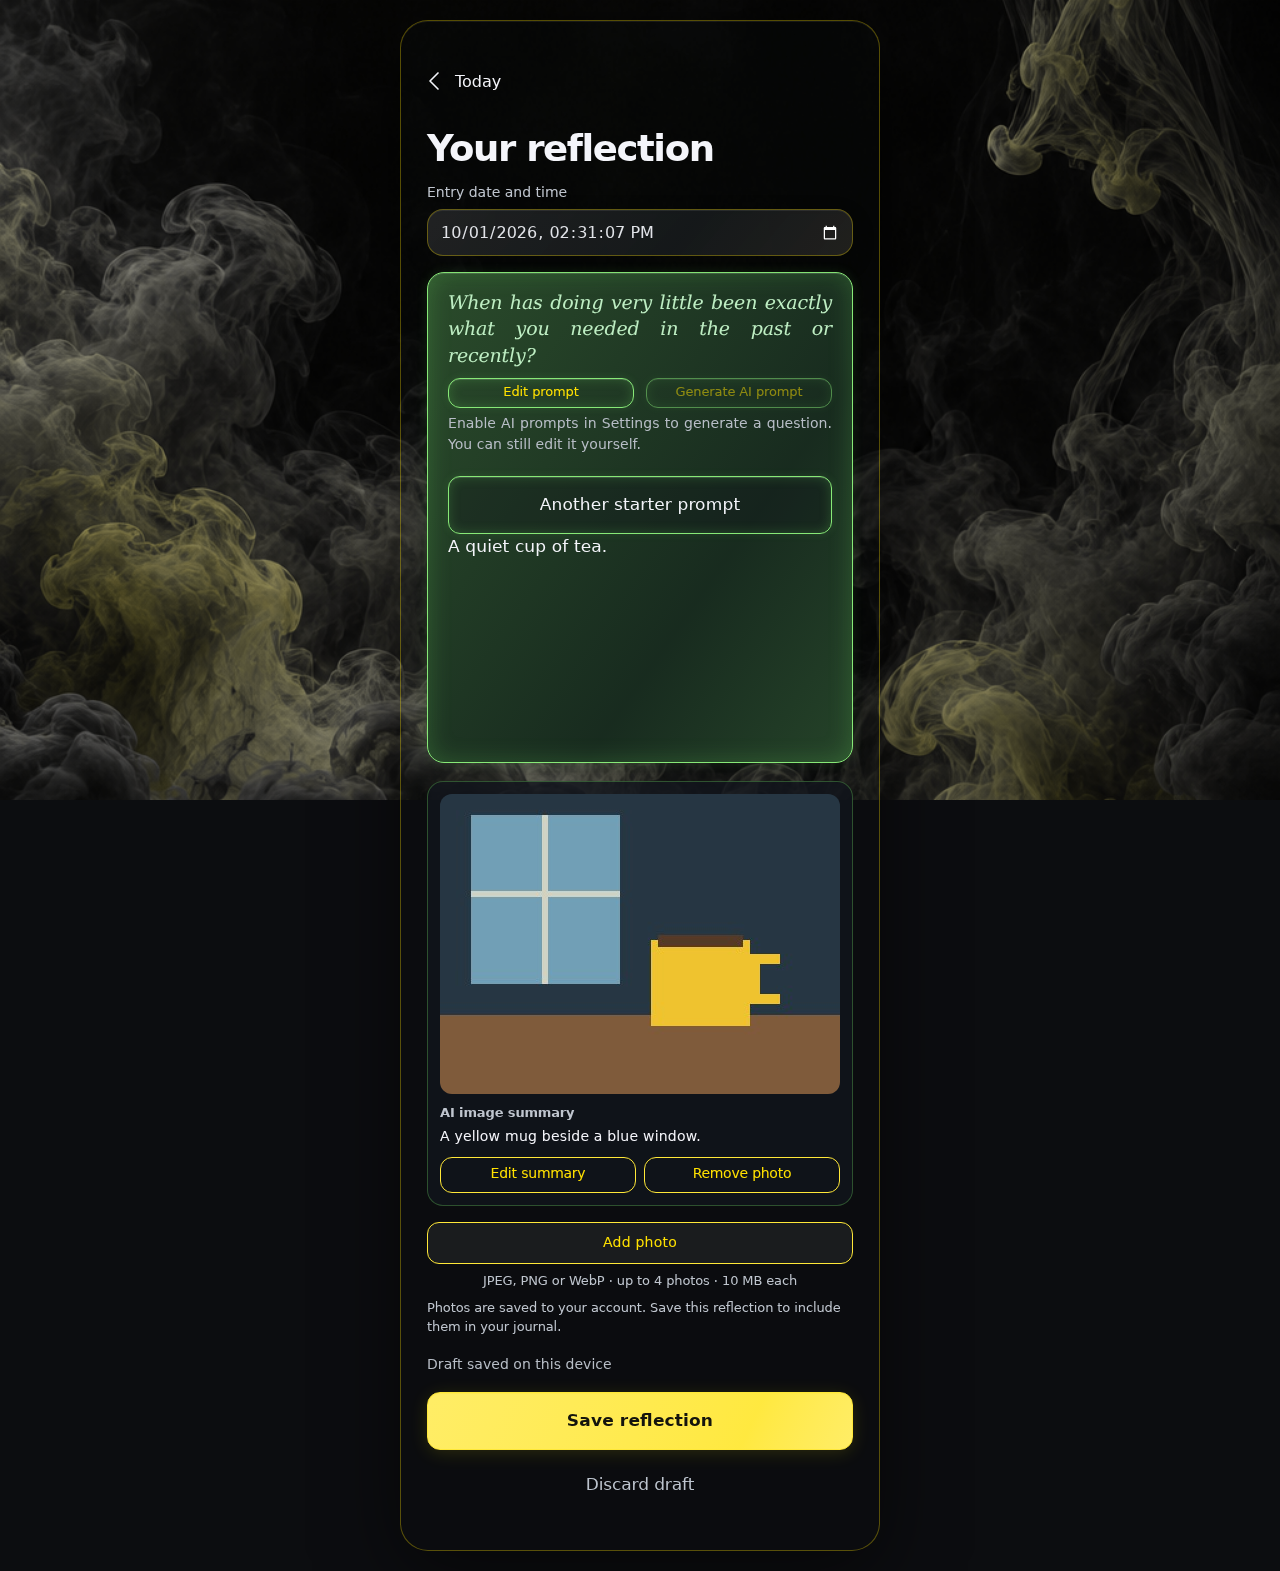 Today
Your reflection
Entry date and time
10/01/2026, 02:31:07 PM
When has doing very little been exactly
what you needed in the past or
recently?
Edit prompt
Generate AI prompt
Enable AI prompts in Settings to generate a question.
You can still edit it yourself.
Another starter prompt
A quiet cup of tea.
AI image summary
A yellow mug beside a blue window.
Edit summary
Remove photo
Add photo
JPEG, PNG or WebP · up to 4 photos · 10 MB each
Photos are saved to your account. Save this reflection to include
them in your journal.
Draft saved on this device
Save reflection
Discard draft